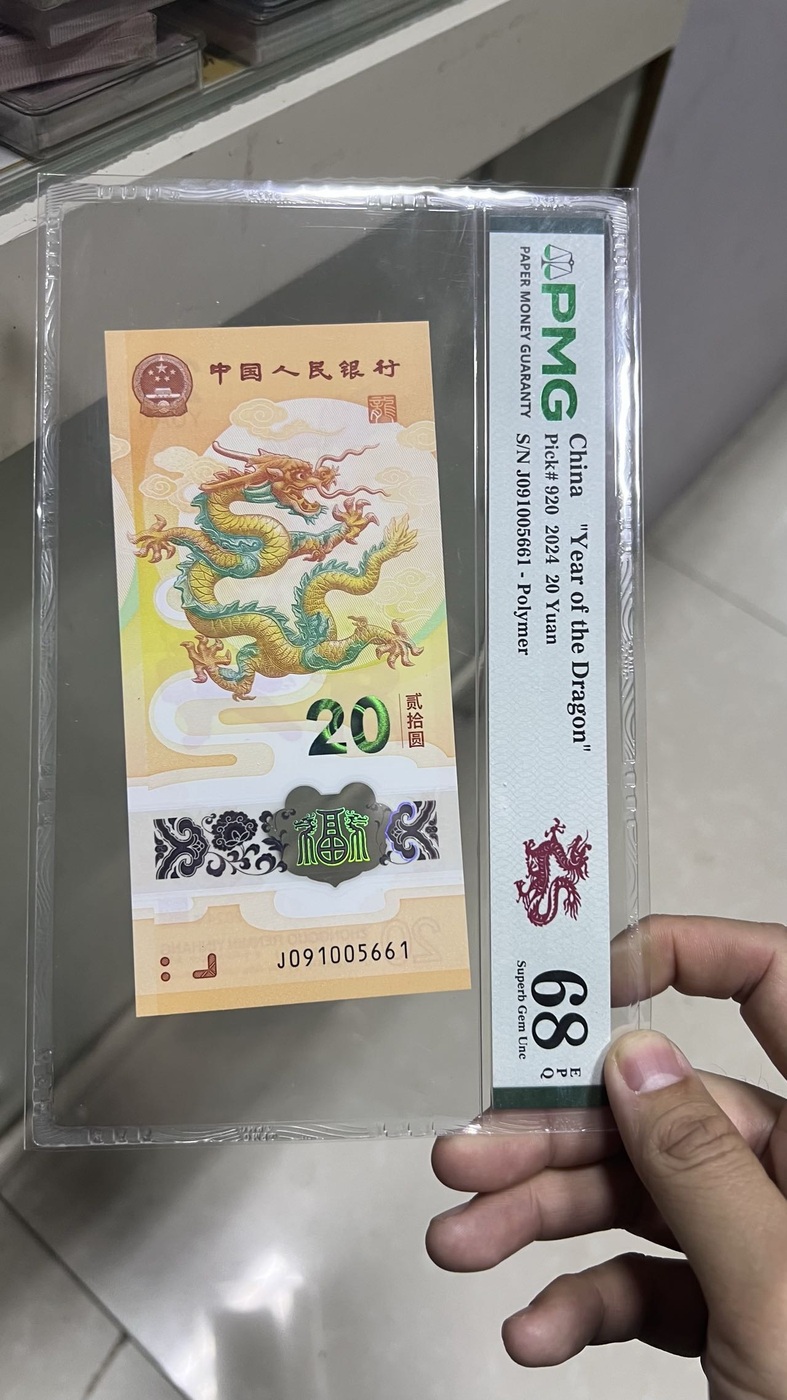 中国人民银行
龍
20
贰拾圆
福
J091005661
PMG
PAPER MONEY GUARANTY
China "Year of the Dragon"
Pick# 920 2024 20 Yuan
S/N J091005661 - Polymer
68
EPQ
Superb Gem Unc